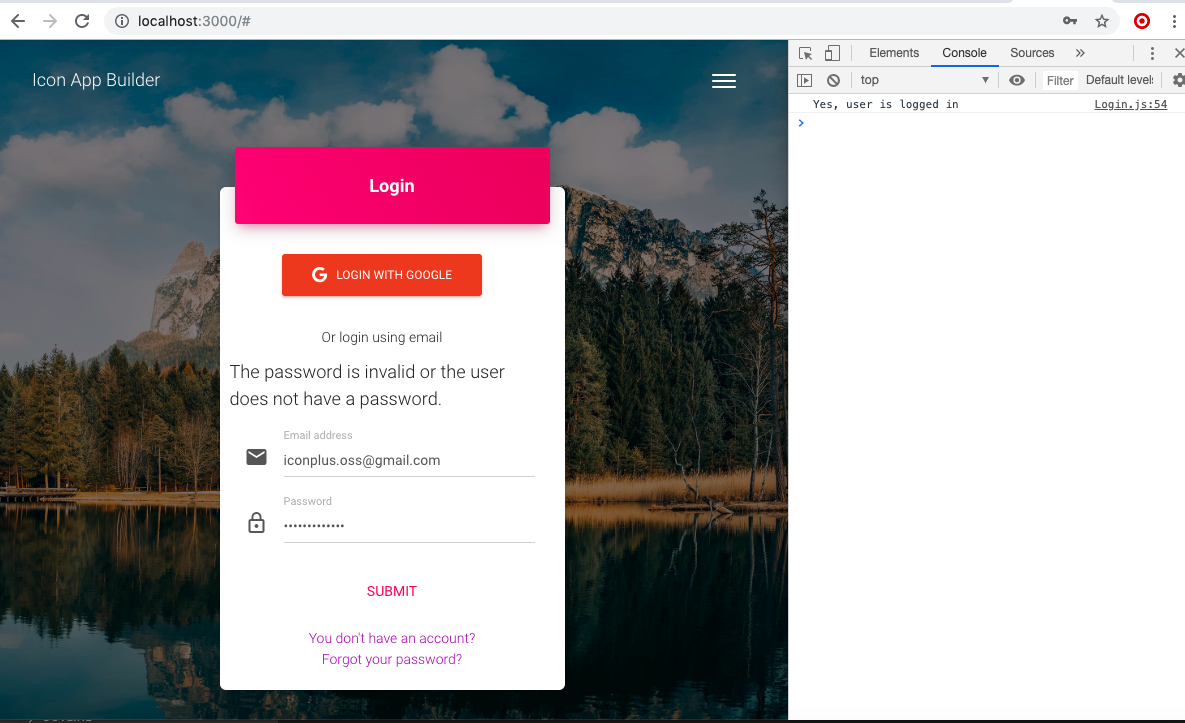 localhost:3000/#
Icon App Builder
Login
LOGIN WITH GOOGLE
Or login using email
The password is invalid or the user
does not have a password.
Email address
iconplus.oss@gmail.com
Password
•••••••••••••
SUBMIT
You don't have an account?
Forgot your password?
Elements Console Sources »
top Filter Default levels
Yes, user is logged in Login.js:54